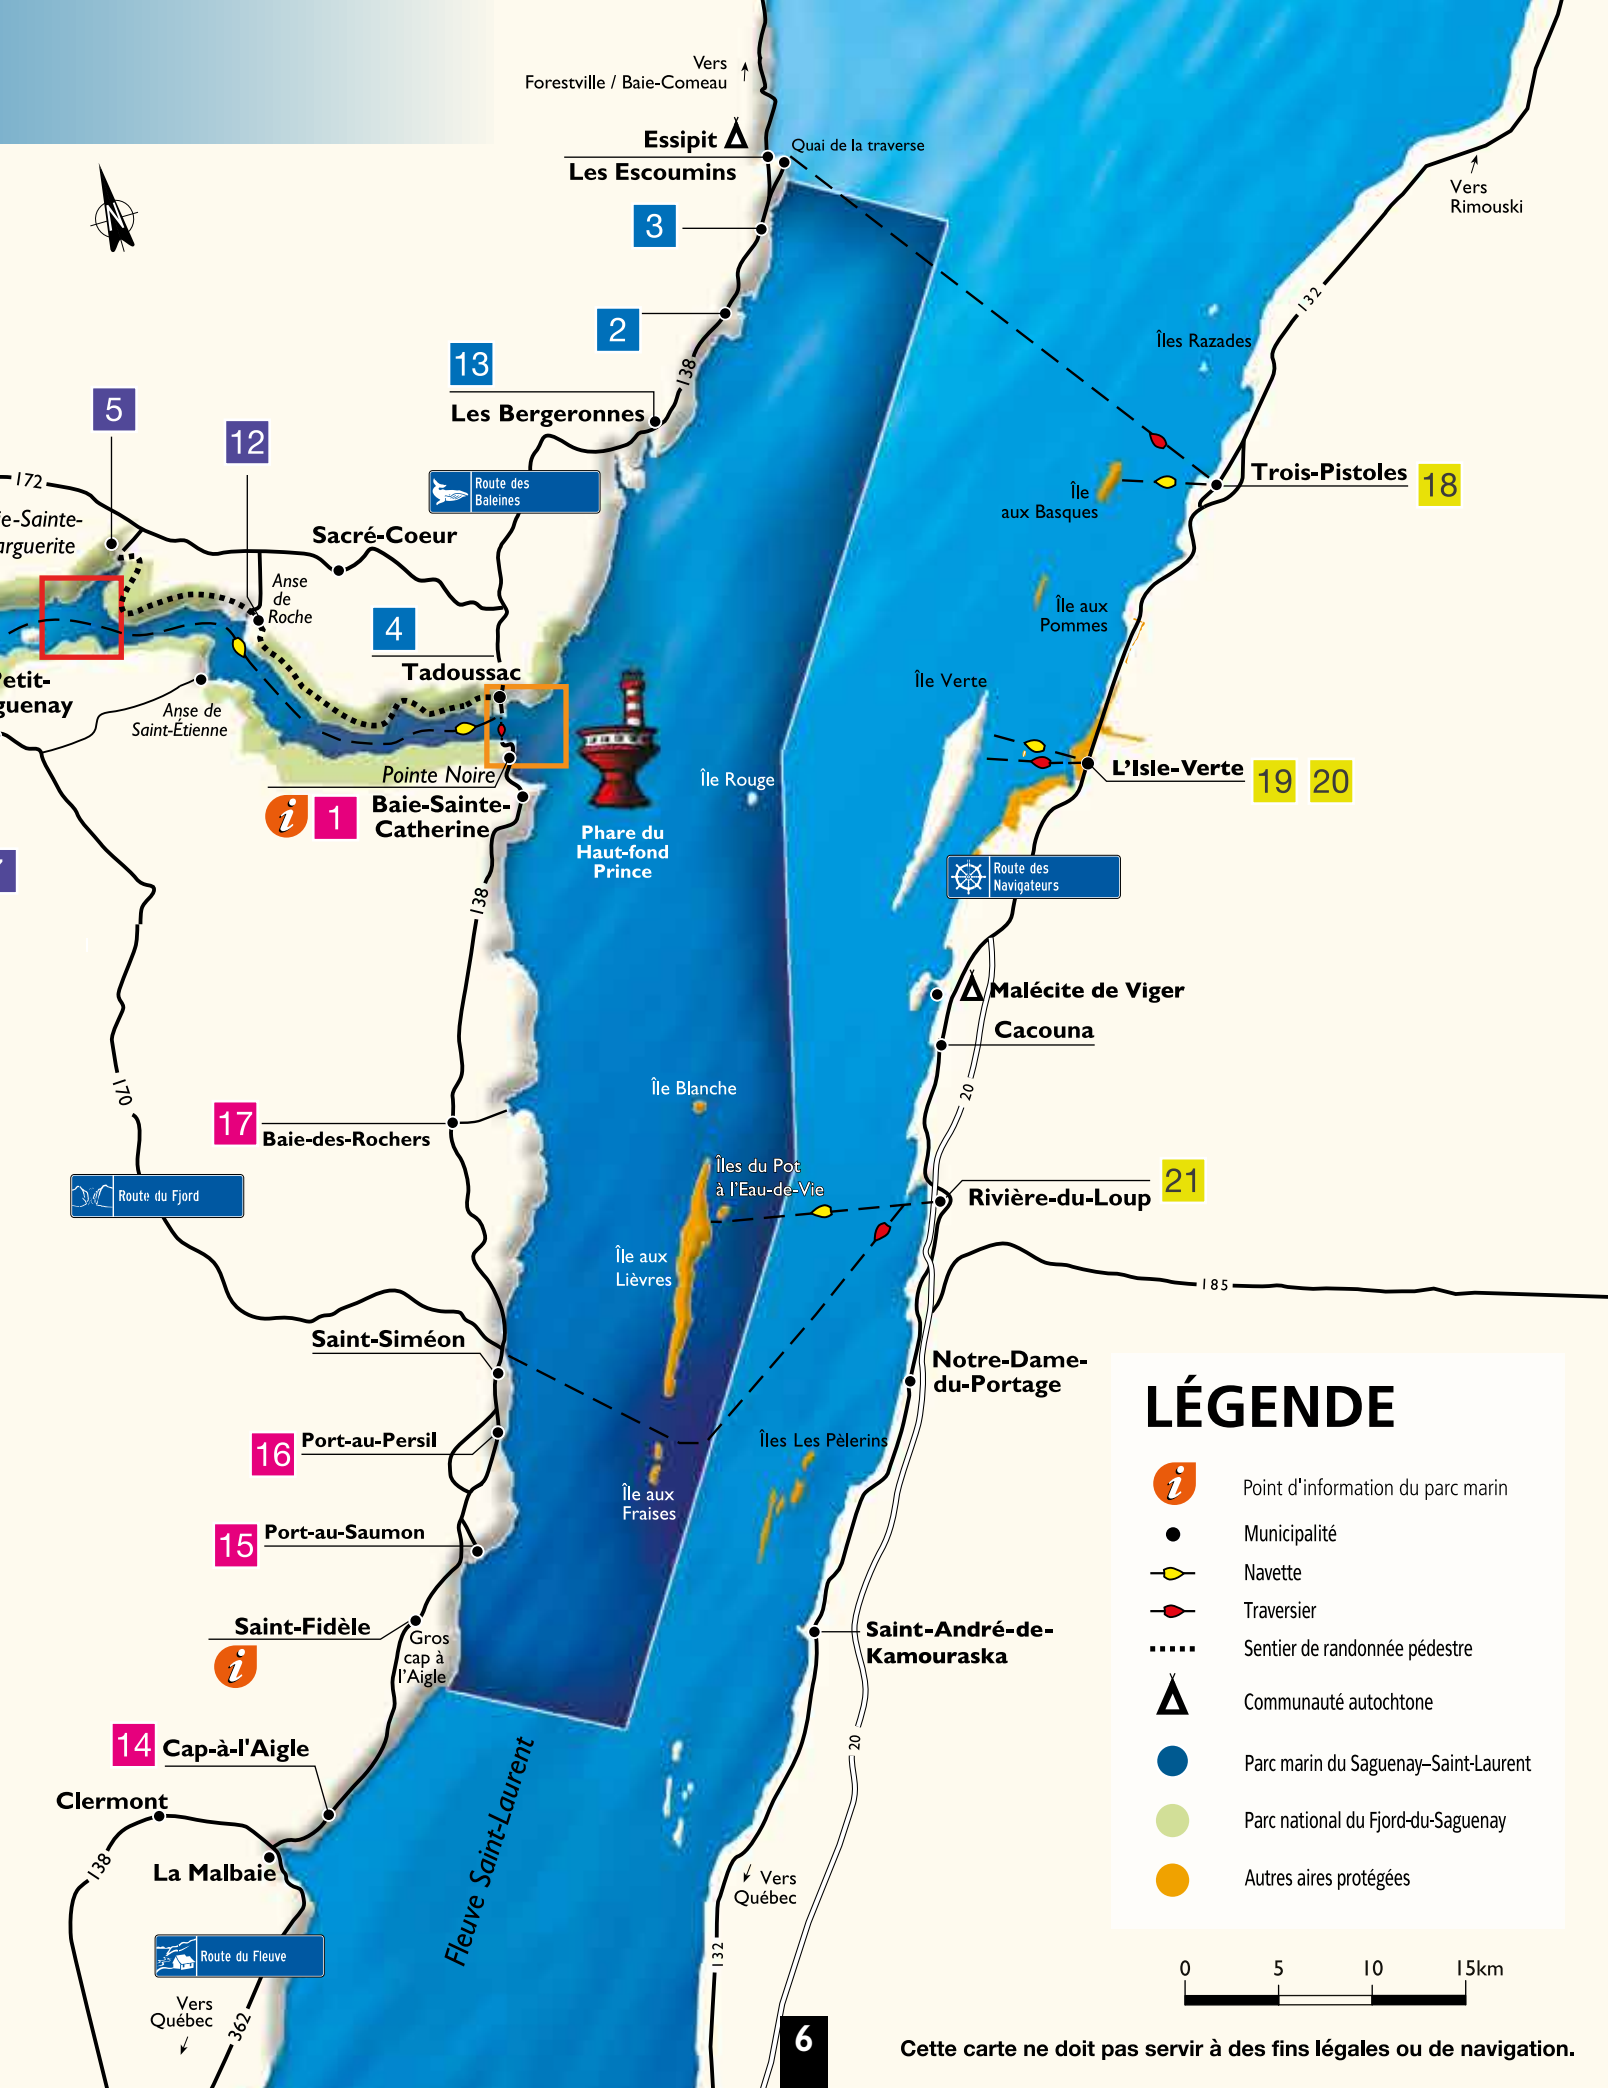 Vers
Forestville / Baie-Comeau
Essipit
Quai de la traverse
Les Escoumins
Vers
Rimouski
N
3
2
132
Îles Razades
13
138
Les Bergeronnes
5
12
Route des
Baleines
Trois-Pistoles
18
Île
aux Basques
172
ie-Sainte-
arguerite
Sacré-Coeur
Anse
de
Roche
Île aux
Pommes
4
Tadoussac
Petit-
guenay
Île Verte
Anse de
Saint-Étienne
Pointe Noire
Île Rouge
L'Isle-Verte
19
20
i
1
Baie-Sainte-
Catherine
Phare du
Haut-fond
Prince
Route des
Navigateurs
138
Malécite de Viger
Cacouna
170
20
Île Blanche
17
Baie-des-Rochers
Îles du Pot
à l'Eau-de-Vie
21
Rivière-du-Loup
Route du Fjord
Île aux
Lièvres
185
Saint-Siméon
Notre-Dame-
du-Portage
16
Port-au-Persil
Îles Les Pèlerins
Île aux
Fraises
15
Port-au-Saumon
Saint-Fidèle
i
Gros
cap à
l'Aigle
Saint-André-de-
Kamouraska
14
Cap-à-l'Aigle
20
Clermont
138
La Malbaie
Fleuve Saint-Laurent
Vers
Québec
132
Route du Fleuve
Vers
Québec
362
LÉGENDE
i
Point d'information du parc marin
Municipalité
Navette
Traversier
Sentier de randonnée pédestre
Communauté autochtone
Parc marin du Saguenay–Saint-Laurent
Parc national du Fjord-du-Saguenay
Autres aires protégées
0 5 10 15km
6
Cette carte ne doit pas servir à des fins légales ou de navigation.